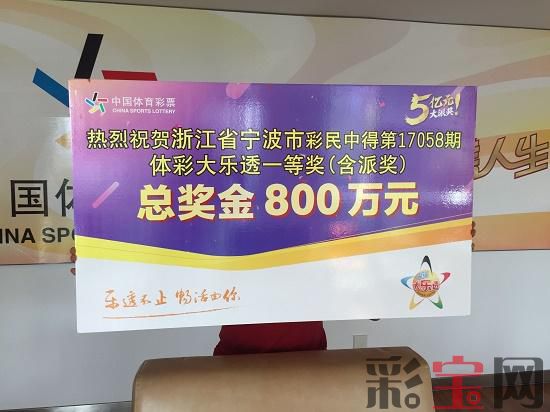 中国体育彩票
CHINA SPORTS LOTTERY
5亿元
大派奖!
热烈祝贺浙江省宁波市彩民中得第17058期
体彩大乐透一等奖(含派奖)
总奖金 800 万元
乐透不止 畅活由你
大乐透
国体
INA SPO
人生
彩宝网